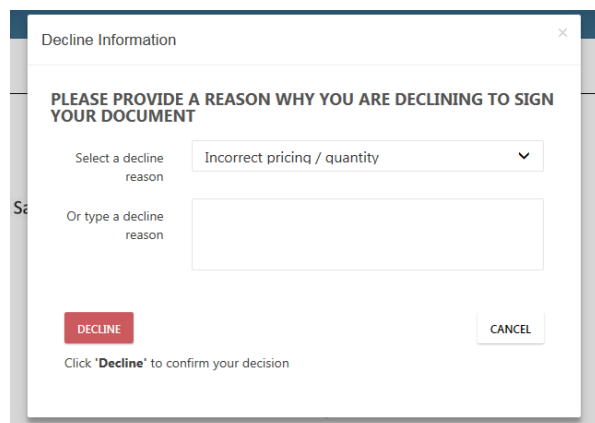 Decline Information
×
PLEASE PROVIDE A REASON WHY YOU ARE DECLINING TO SIGN
YOUR DOCUMENT
Select a decline
reason
Incorrect pricing / quantity
Sa
Or type a decline
reason
DECLINE
CANCEL
Click 'Decline' to confirm your decision